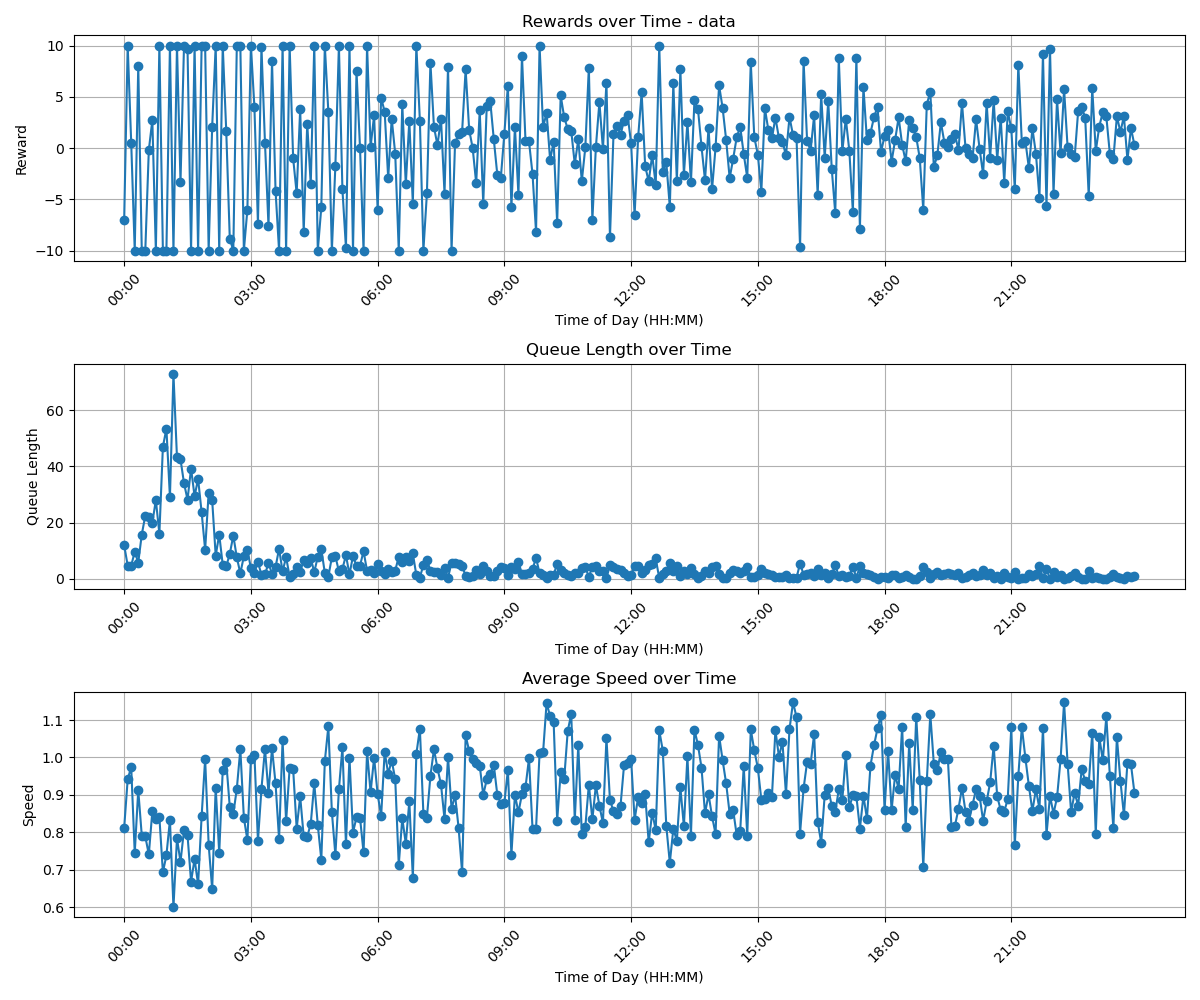 Rewards over Time - data
Reward
10
5
0
−5
−10
00:00 03:00 06:00 09:00 12:00 15:00 18:00 21:00
Time of Day (HH:MM)
Queue Length over Time
Queue Length
60
40
20
0
00:00 03:00 06:00 09:00 12:00 15:00 18:00 21:00
Time of Day (HH:MM)
Average Speed over Time
Speed
1.1
1.0
0.9
0.8
0.7
0.6
00:00 03:00 06:00 09:00 12:00 15:00 18:00 21:00
Time of Day (HH:MM)